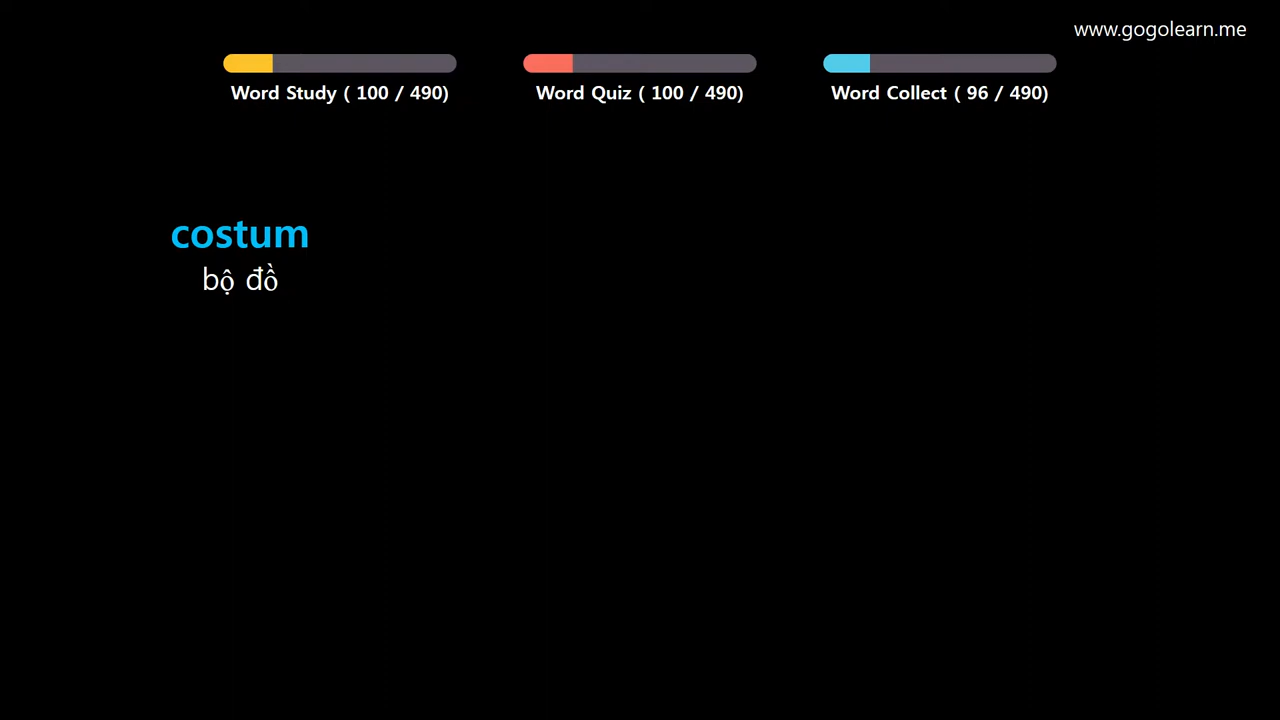 www.gogolearn.me
Word Study ( 100 / 490)
Word Quiz ( 100 / 490)
Word Collect ( 96 / 490)
costum
bộ đồ